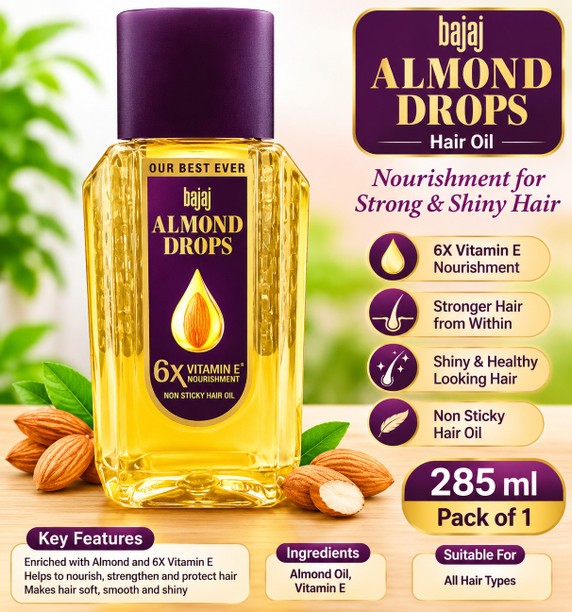 bajaj
ALMOND
DROPS
Hair Oil
Nourishment for
Strong & Shiny Hair
OUR BEST EVER
bajaj
ALMOND
DROPS
6X VITAMIN E*
NOURISHMENT
NON STICKY HAIR OIL
6X Vitamin E
Nourishment
Stronger Hair
from Within
Shiny & Healthy
Looking Hair
Non Sticky
Hair Oil
285 ml
Pack of 1
Key Features
Enriched with Almond and 6X Vitamin E
Helps to nourish, strengthen and protect hair
Makes hair soft, smooth and shiny
Ingredients
Almond Oil,
Vitamin E
Suitable For
All Hair Types